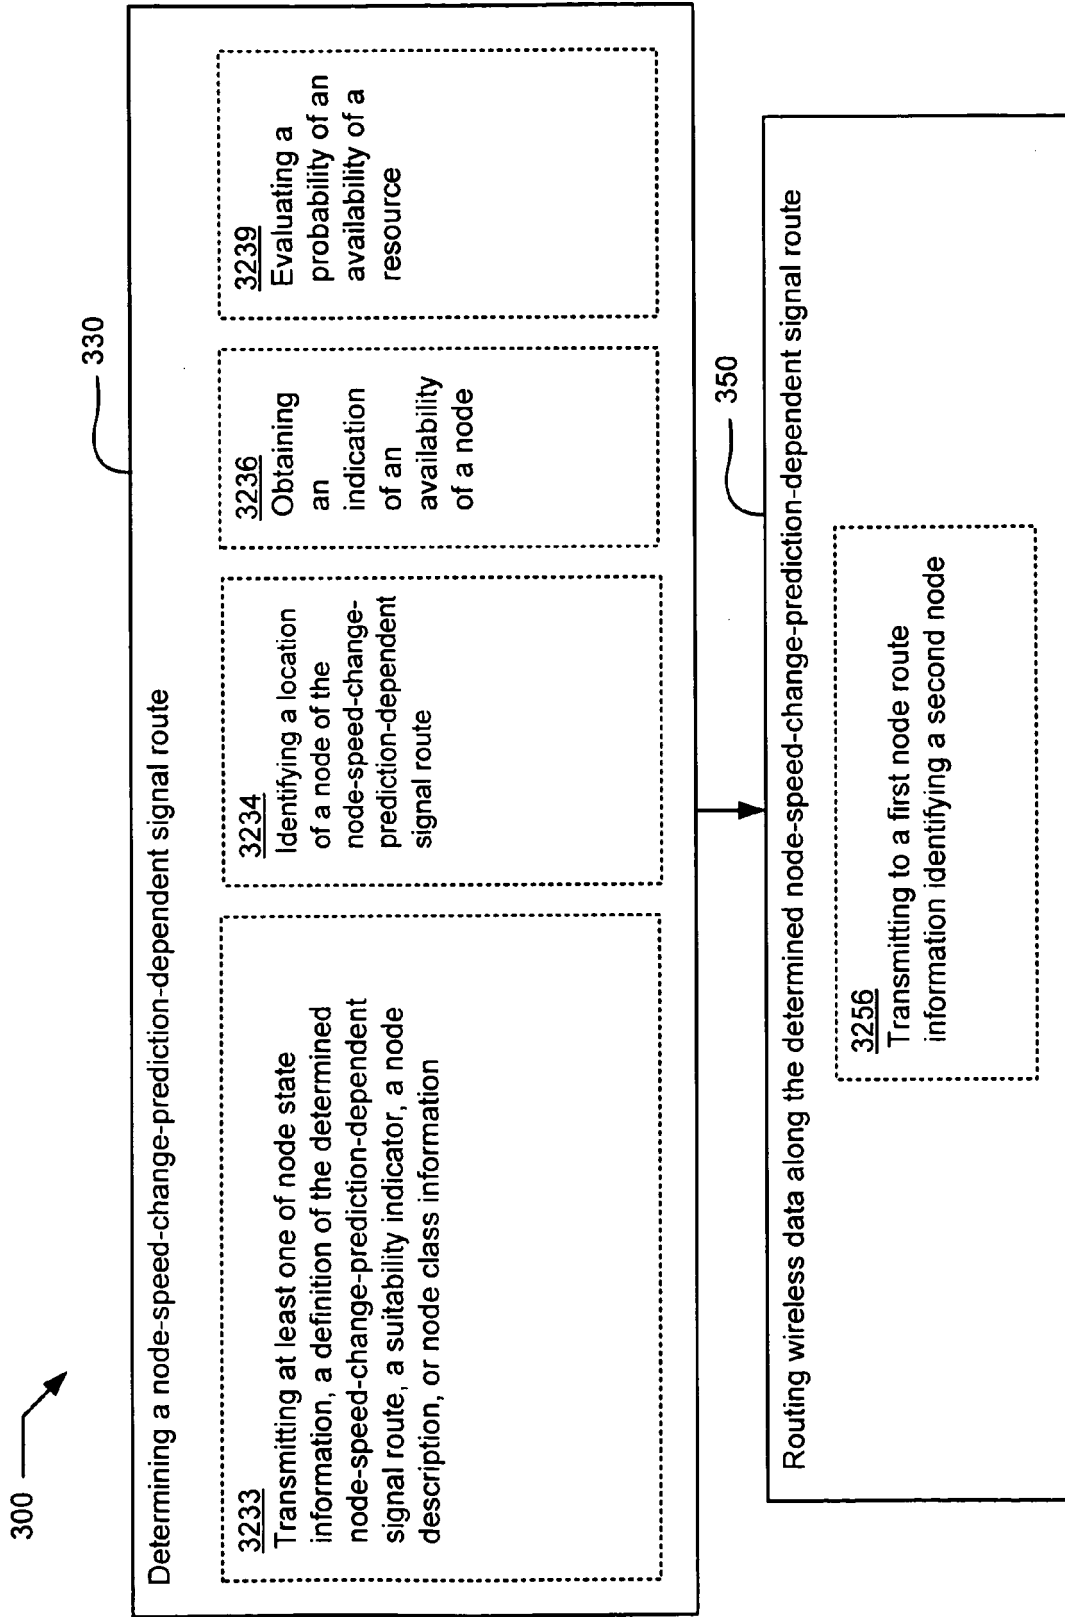 300
330
Determining a node-speed-change-prediction-dependent signal route
3233
Transmitting at least one of node state
information, a definition of the determined
node-speed-change-prediction-dependent
signal route, a suitability indicator, a node
description, or node class information
3234
Identifying a location
of a node of the
node-speed-change-
prediction-dependent
signal route
3236
Obtaining
an
indication
of an
availability
of a node
3239
Evaluating a
probability of an
availability of a
resource
350
Routing wireless data along the determined node-speed-change-prediction-dependent signal route
3256
Transmitting to a first node route
information identifying a second node